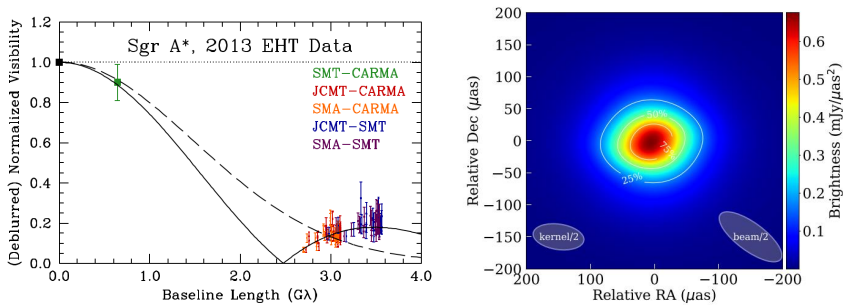 Sgr A*, 2013 EHT Data
SMT-CARMA
JCMT-CARMA
SMA-CARMA
JCMT-SMT
SMA-SMT
(Deblurred) Normalized Visibility
1.2
1.0
0.8
0.6
0.4
0.2
0.0
0.0 1.0 2.0 3.0 4.0
Baseline Length (Gλ)
Relative Dec (μas)
200
150
100
50
0
−50
−100
−150
−200
200 100 0 −100 −200
Relative RA (μas)
50%
75%
25%
kernel/2
beam/2
0.6
0.5
0.4
0.3
0.2
0.1
Brightness (mJy/μas²)